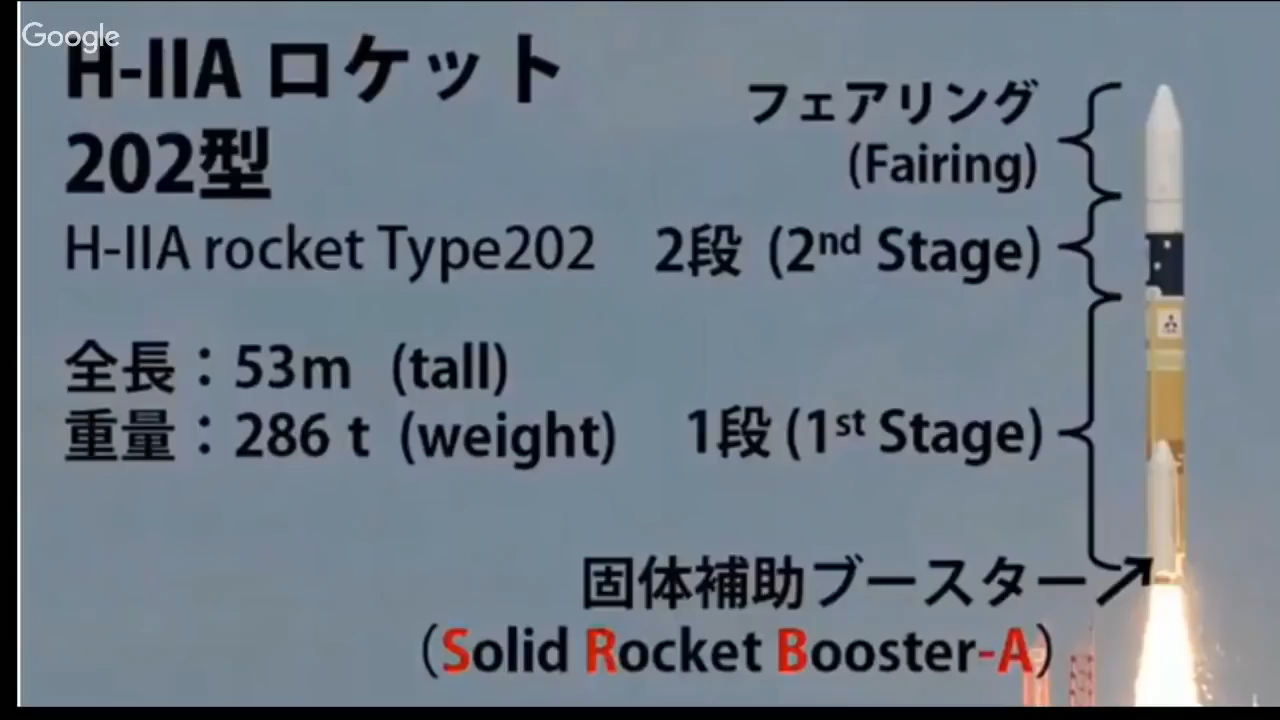 Google
H-IIA ロケット
202型
H-IIA rocket Type202
全長：53m (tall)
重量：286 t (weight)
フェアリング
(Fairing)
2段 (2nd Stage)
1段 (1st Stage)
固体補助ブースター
（Solid Rocket Booster-A）